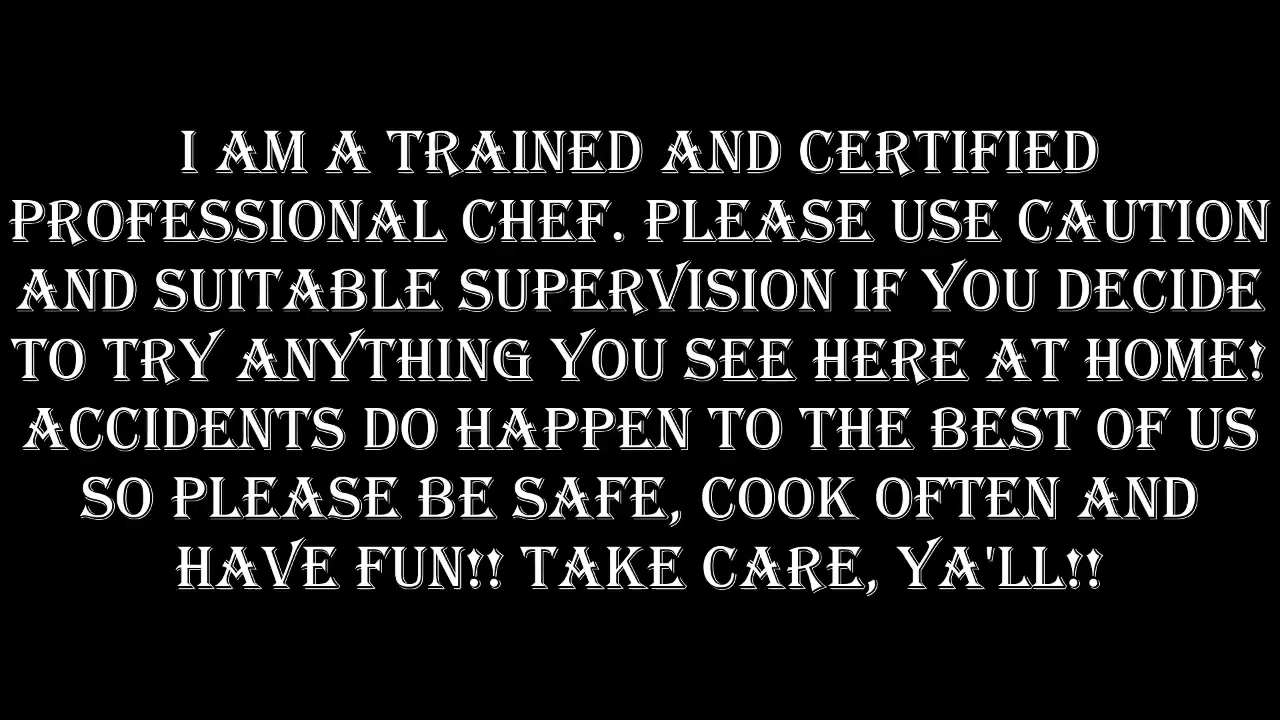 I AM A TRAINED AND CERTIFIED
PROFESSIONAL CHEF. PLEASE USE CAUTION
AND SUITABLE SUPERVISION IF YOU DECIDE
TO TRY ANYTHING YOU SEE HERE AT HOME!
ACCIDENTS DO HAPPEN TO THE BEST OF US
SO PLEASE BE SAFE, COOK OFTEN AND
HAVE FUN!! TAKE CARE, YA'LL!!